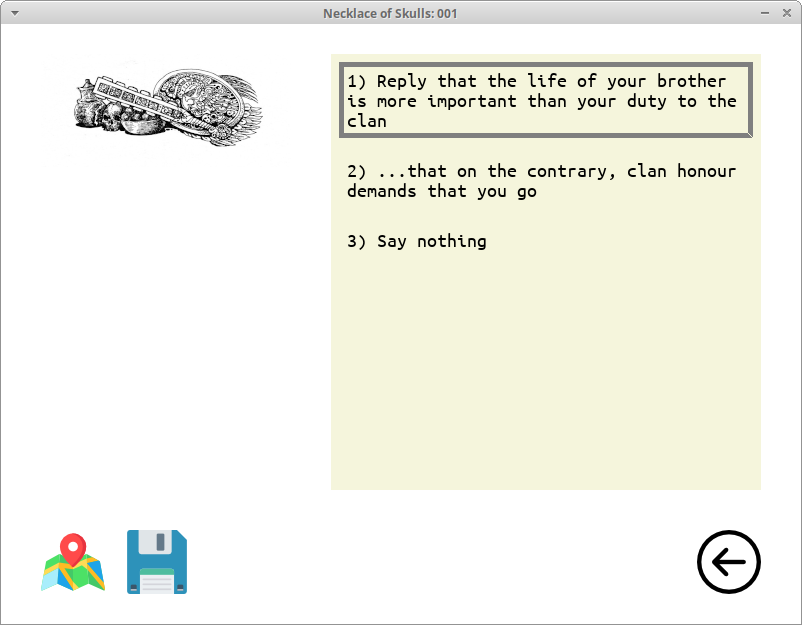 Necklace of Skulls: 001
1) Reply that the life of your brother
is more important than your duty to the
clan
2) ...that on the contrary, clan honour
demands that you go
3) Say nothing